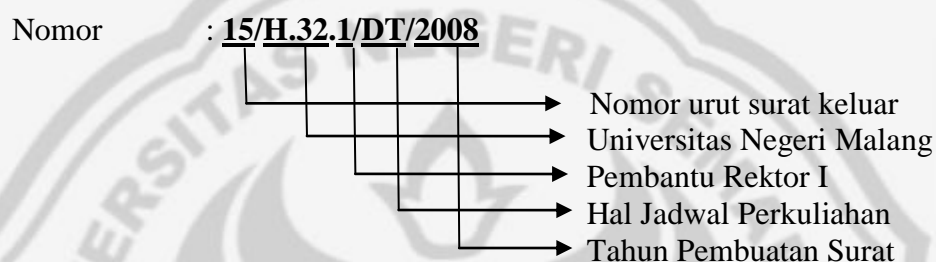 Nomor : 15/H.32.1/DT/2008
Nomor urut surat keluar
Universitas Negeri Malang
Pembantu Rektor I
Hal Jadwal Perkuliahan
Tahun Pembuatan Surat